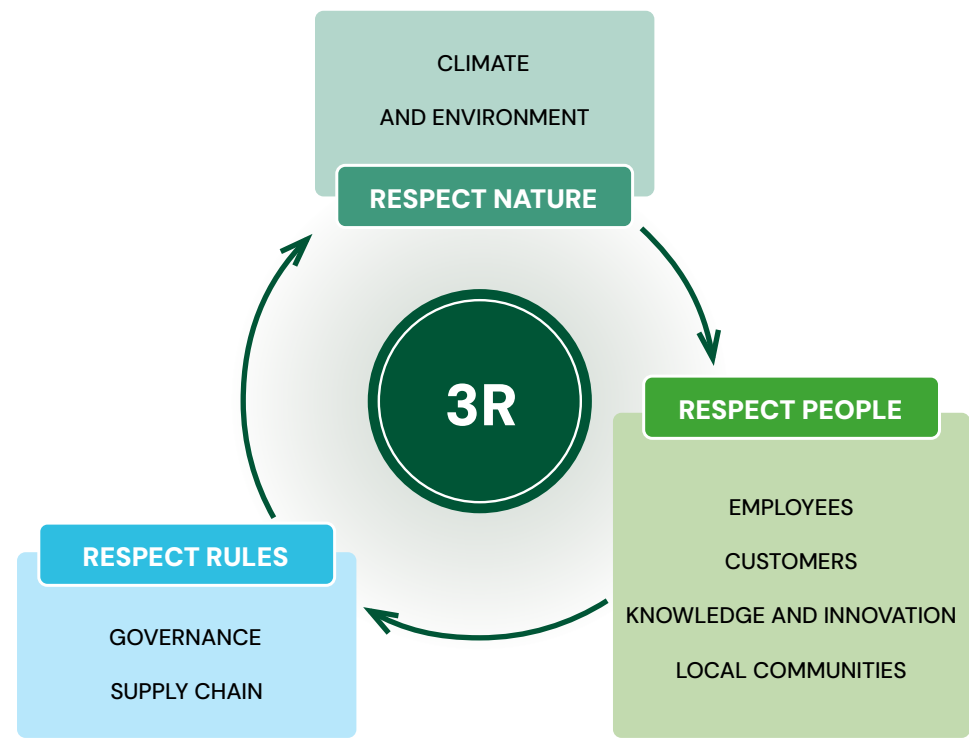 CLIMATE
AND ENVIRONMENT
RESPECT NATURE
3R
RESPECT PEOPLE
EMPLOYEES
CUSTOMERS
KNOWLEDGE AND INNOVATION
LOCAL COMMUNITIES
RESPECT RULES
GOVERNANCE
SUPPLY CHAIN